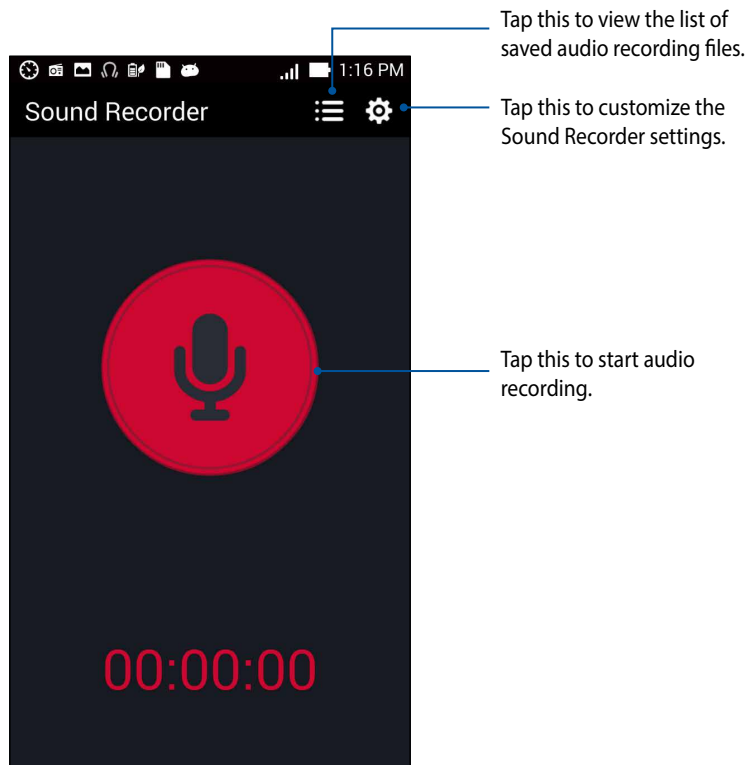 Tap this to view the list of
saved audio recording files.
1:16 PM
Sound Recorder
Tap this to customize the
Sound Recorder settings.
Tap this to start audio
recording.
00:00:00